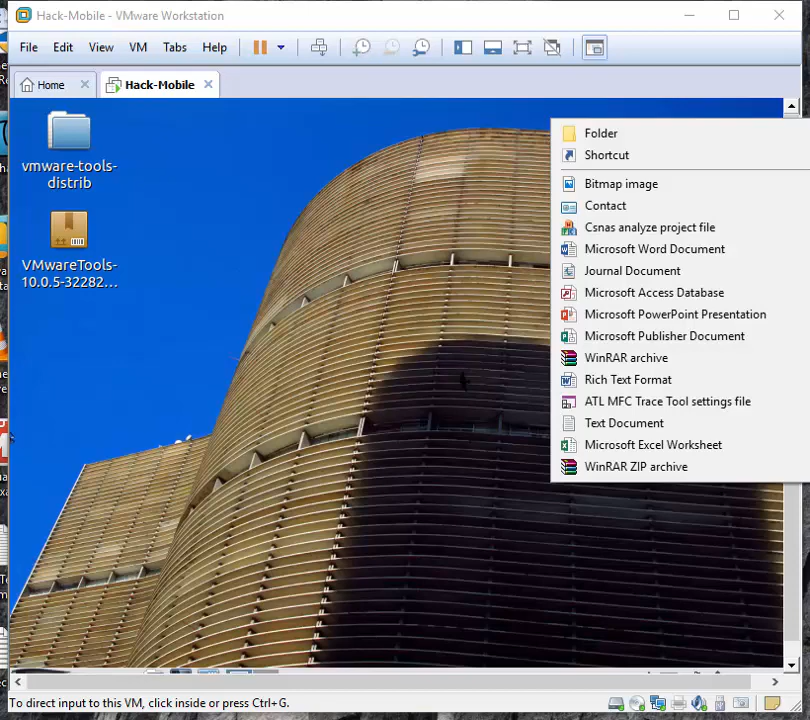 Hack-Mobile - VMware Workstation
File Edit View VM Tabs Help
Home
Hack-Mobile
vmware-tools-
distrib
VMwareTools-
10.0.5-32282...
Folder
Shortcut
Bitmap image
Contact
Csnas analyze project file
Microsoft Word Document
Journal Document
Microsoft Access Database
Microsoft PowerPoint Presentation
Microsoft Publisher Document
WinRAR archive
Rich Text Format
ATL MFC Trace Tool settings file
Text Document
Microsoft Excel Worksheet
WinRAR ZIP archive
To direct input to this VM, click inside or press Ctrl+G.